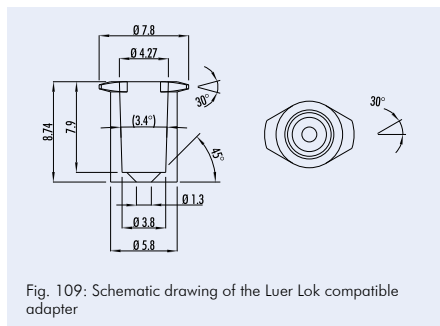 Ø 7.8
Ø 4.27
30°
30°
8.74
7.9
(3.4°)
45°
Ø 1.3
Ø 3.8
Ø 5.8
Fig. 109: Schematic drawing of the Luer Lok compatible
adapter